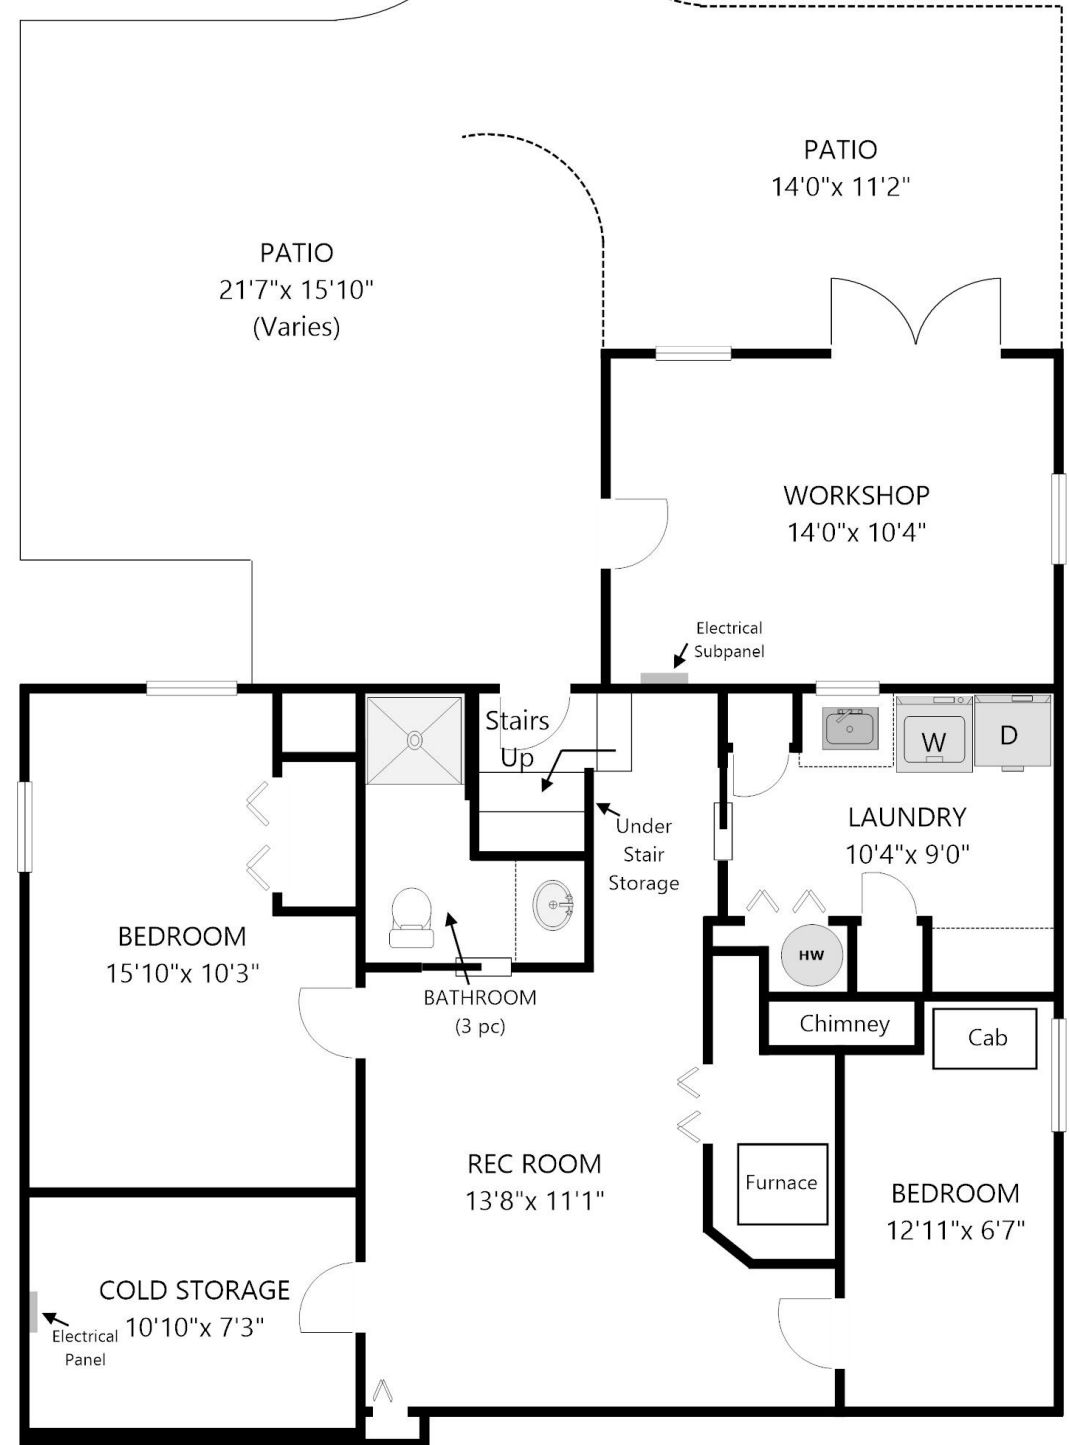 PATIO
14'0"x 11'2"
PATIO
21'7"x 15'10"
(Varies)
WORKSHOP
14'0"x 10'4"
Electrical
Subpanel
Stairs
Up
W
D
Under
Stair
Storage
LAUNDRY
10'4"x 9'0"
BEDROOM
15'10"x 10'3"
HW
BATHROOM
(3 pc)
Chimney
Cab
REC ROOM
13'8"x 11'1"
Furnace
BEDROOM
12'11"x 6'7"
COLD STORAGE
10'10"x 7'3"
Electrical
Panel